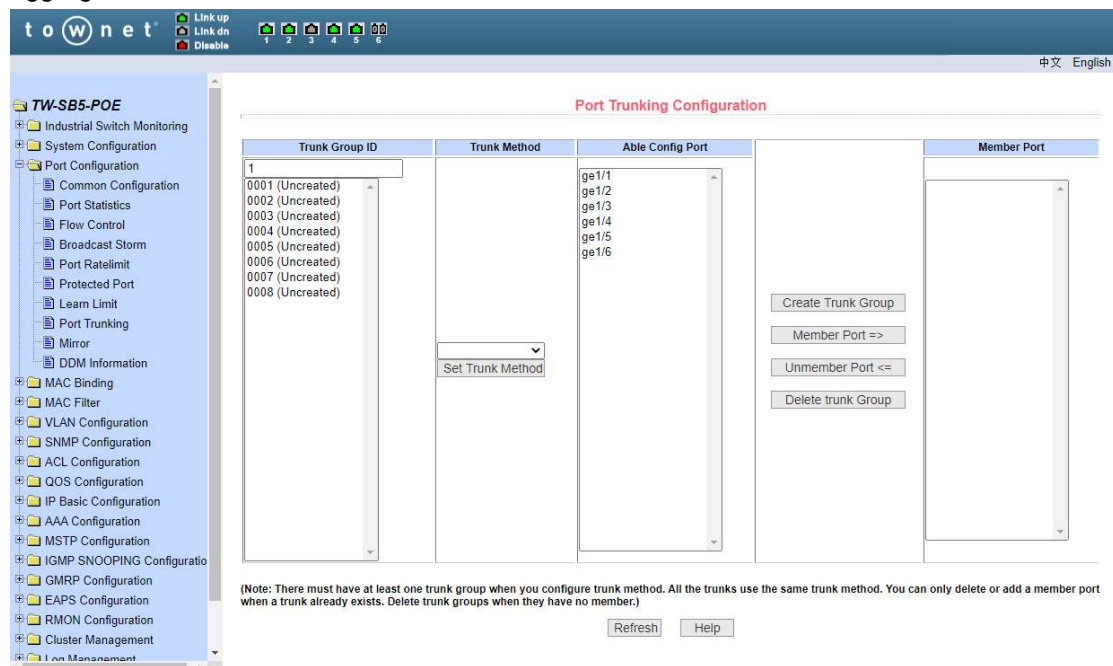 townet
Link up
Link dn
Disable
1 2 3 4 5 6
中文 English
TW-SB5-POE
Industrial Switch Monitoring
System Configuration
Port Configuration
Common Configuration
Port Statistics
Flow Control
Broadcast Storm
Port Ratelimit
Protected Port
Learn Limit
Port Trunking
Mirror
DDM Information
MAC Binding
MAC Filter
VLAN Configuration
SNMP Configuration
ACL Configuration
QOS Configuration
IP Basic Configuration
AAA Configuration
MSTP Configuration
IGMP SNOOPING Configuratio
GMRP Configuration
EAPS Configuration
RMON Configuration
Cluster Management
Log Management
Port Trunking Configuration
Trunk Group ID Trunk Method Able Config Port Member Port
1
0001 (Uncreated)
0002 (Uncreated)
0003 (Uncreated)
0004 (Uncreated)
0005 (Uncreated)
0006 (Uncreated)
0007 (Uncreated)
0008 (Uncreated)
Set Trunk Method
ge1/1
ge1/2
ge1/3
ge1/4
ge1/5
ge1/6
Create Trunk Group
Member Port =>
Unmember Port <=
Delete trunk Group
(Note: There must have at least one trunk group when you configure trunk method. All the trunks use the same trunk method. You can only delete or add a member port
when a trunk already exists. Delete trunk groups when they have no member.)
Refresh Help